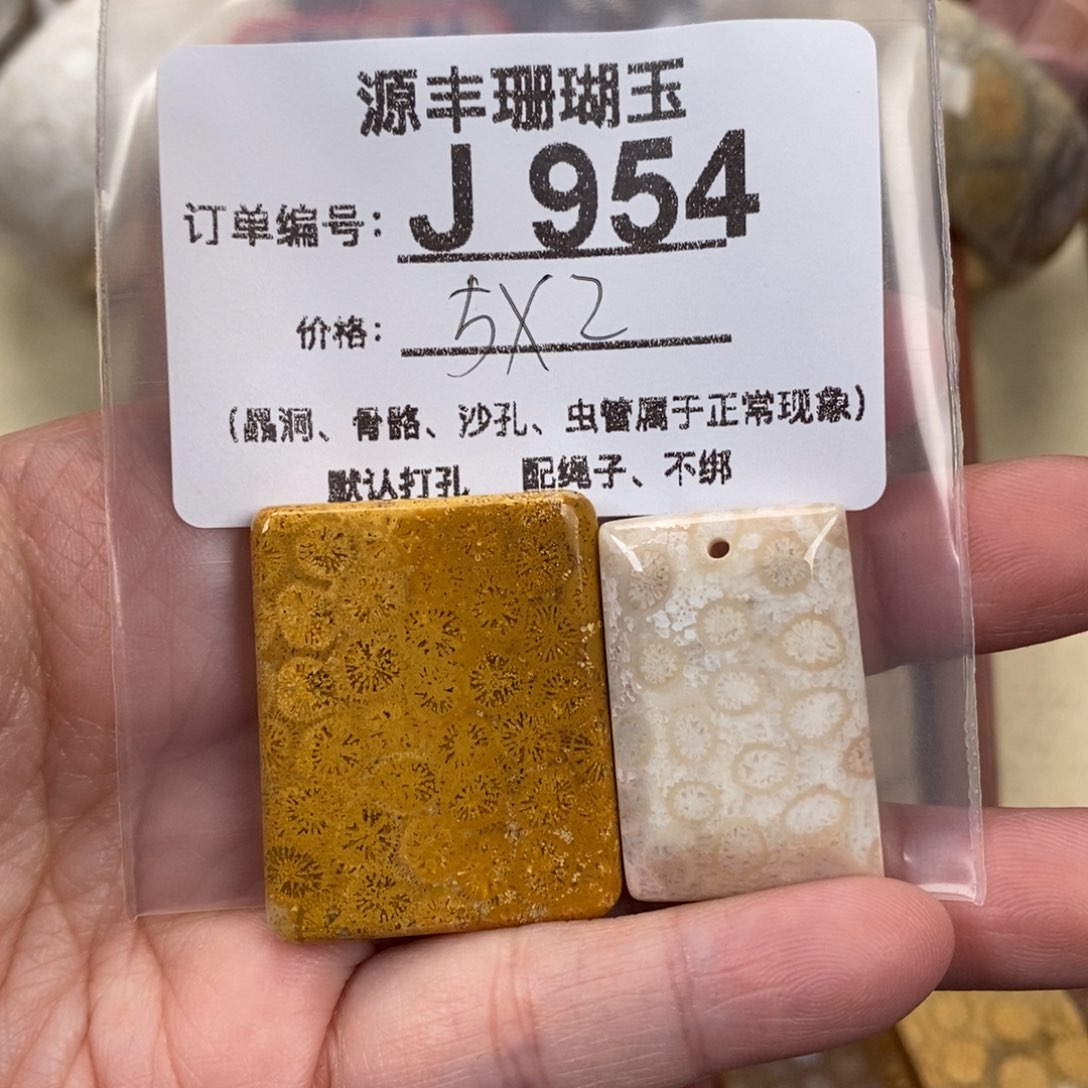 源丰珊瑚玉
订单编号: J 954
价格: 5X2
(晶洞、骨骼、沙孔、虫管属于正常现象)
默认打孔 配绳子、不绑